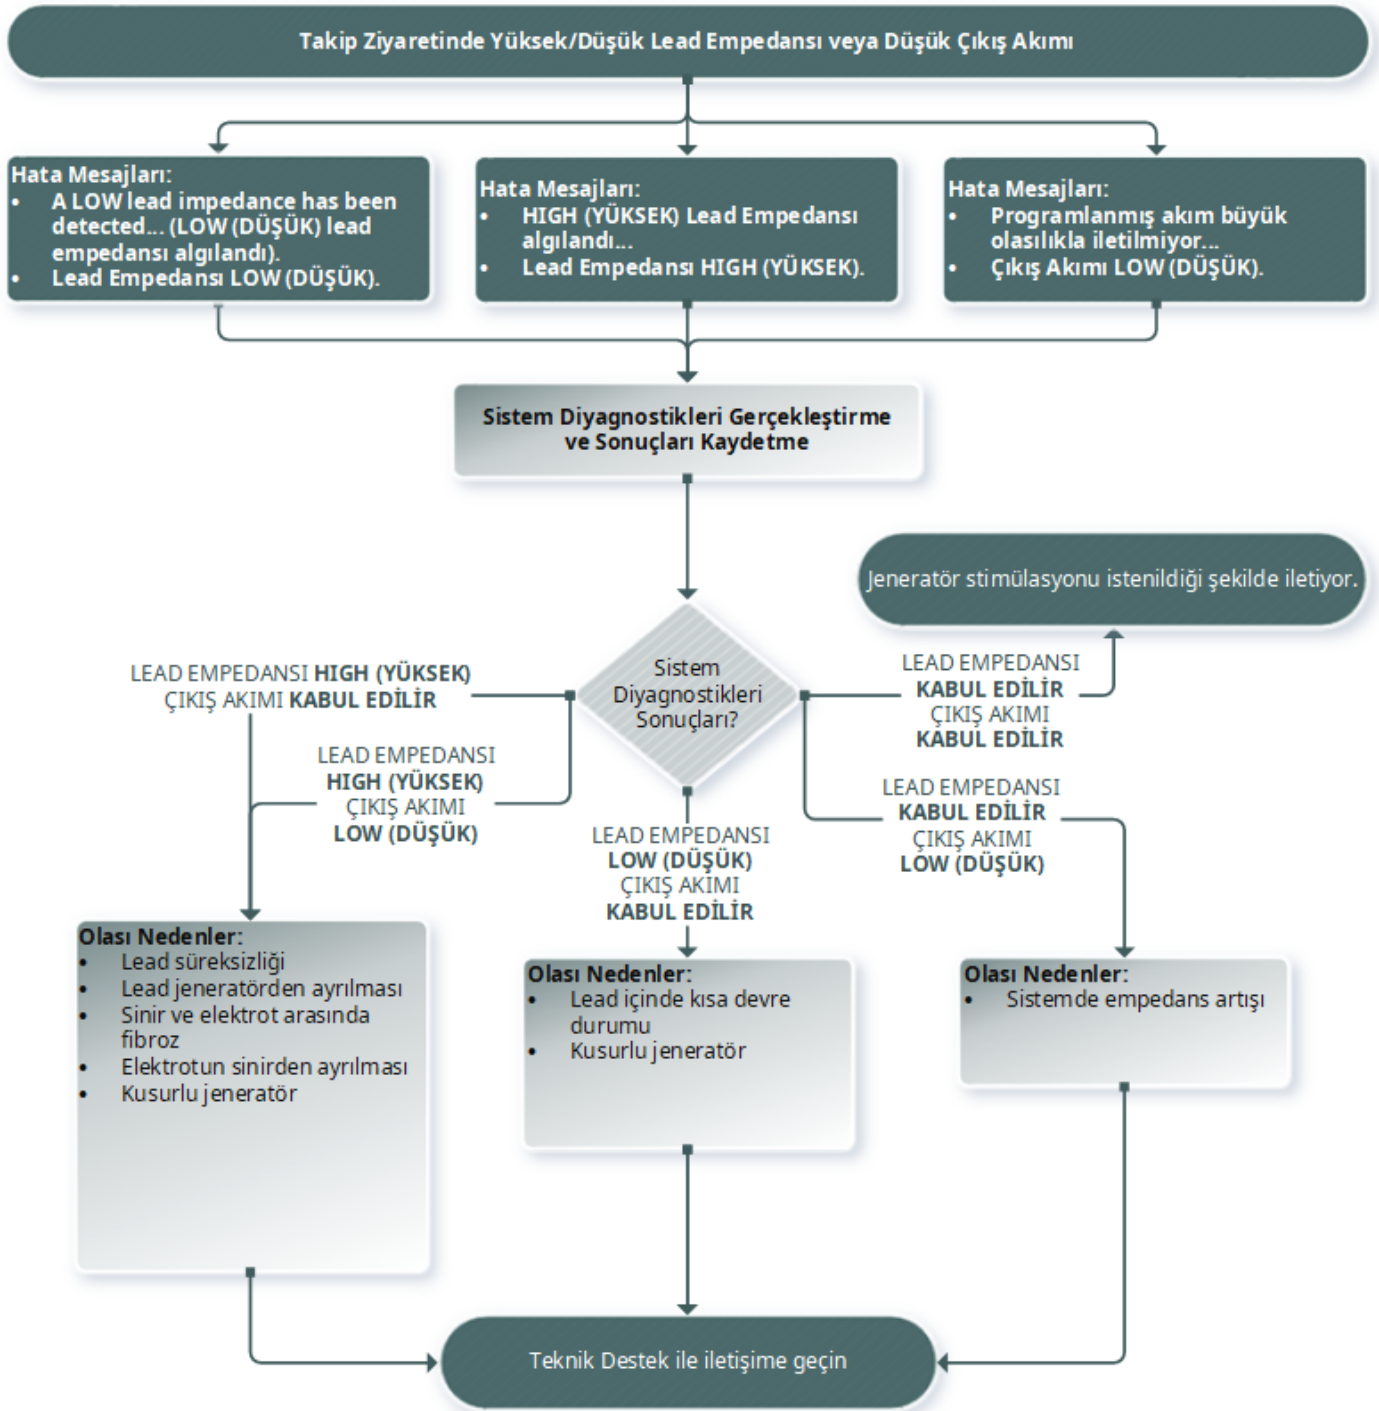 Takip Ziyaretinde Yüksek/Düşük Lead Empedansı veya Düşük Çıkış Akımı
Hata Mesajları:
• A LOW lead impedance has been
detected... (LOW (DÜŞÜK) lead
empedansı algılandı).
• Lead Empedansı LOW (DÜŞÜK).
Hata Mesajları:
• HIGH (YÜKSEK) Lead Empedansı
algılandı...
• Lead Empedansı HIGH (YÜKSEK).
Hata Mesajları:
• Programlanmış akım büyük
olasılıkla iletilmiyor...
• Çıkış Akımı LOW (DÜŞÜK).
Sistem Diyagnostikleri Gerçekleştirme
ve Sonuçları Kaydetme
Jeneratör stimülasyonu istenildiği şekilde iletiyor.
Sistem
Diyagnostikleri
Sonuçları?
LEAD EMPEDANSI HIGH (YÜKSEK)
ÇIKIŞ AKIMI KABUL EDİLİR
LEAD EMPEDANSI
HIGH (YÜKSEK)
ÇIKIŞ AKIMI
LOW (DÜŞÜK)
LEAD EMPEDANSI
LOW (DÜŞÜK)
ÇIKIŞ AKIMI
KABUL EDİLİR
LEAD EMPEDANSI
KABUL EDİLİR
ÇIKIŞ AKIMI
KABUL EDİLİR
LEAD EMPEDANSI
KABUL EDİLİR
ÇIKIŞ AKIMI
LOW (DÜŞÜK)
Olası Nedenler:
• Lead süreksizliği
• Lead jeneratörden ayrılması
• Sinir ve elektrot arasında
fibroz
• Elektrotun sinirden ayrılması
• Kusurlu jeneratör
Olası Nedenler:
• Lead içinde kısa devre
durumu
• Kusurlu jeneratör
Olası Nedenler:
• Sistemde empedans artışı
Teknik Destek ile iletişime geçin